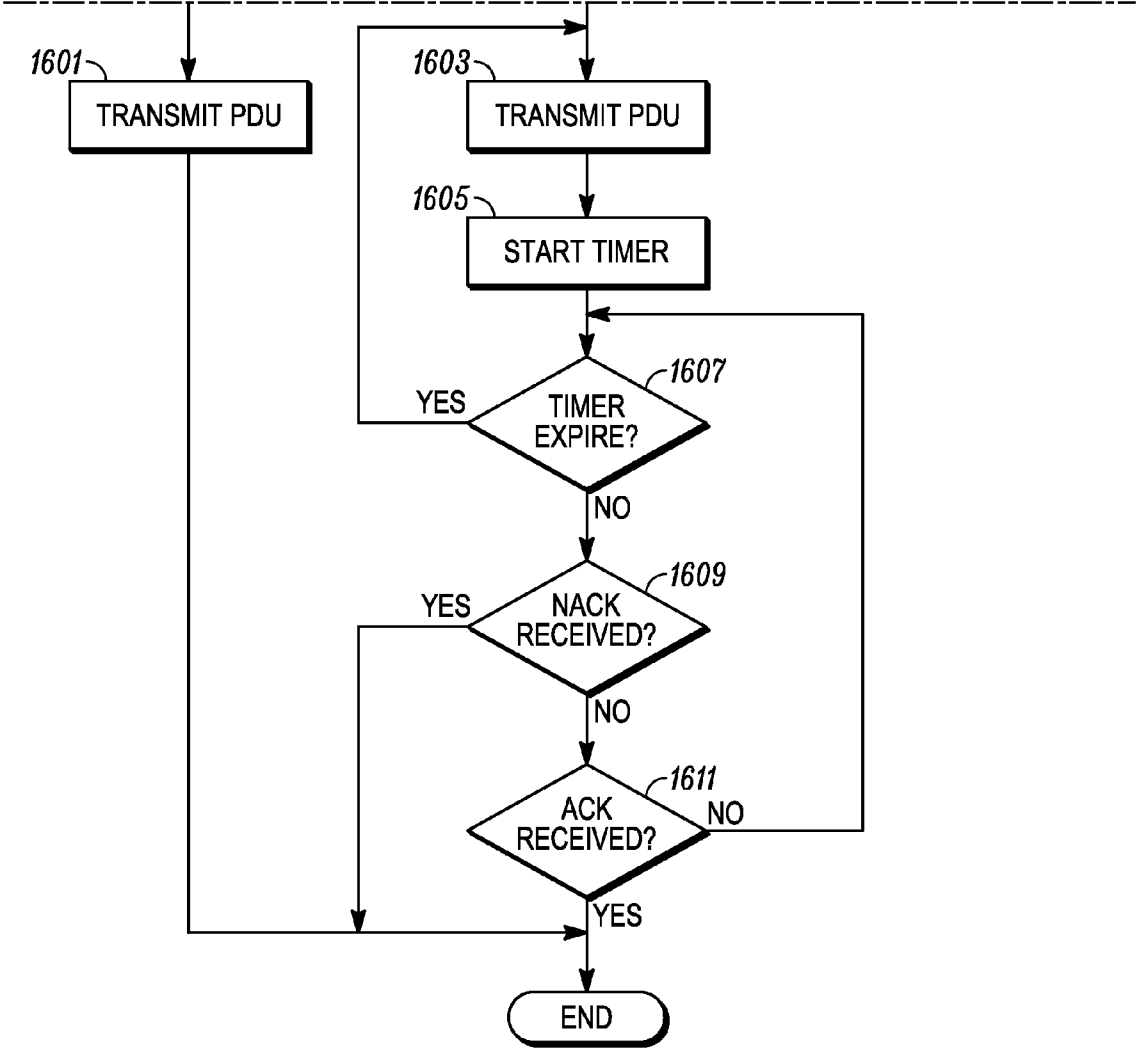 1601
TRANSMIT PDU
1603
TRANSMIT PDU
1605
START TIMER
1607
TIMER
EXPIRE?
YES
NO
1609
NACK
RECEIVED?
YES
NO
1611
ACK
RECEIVED?
NO
YES
END